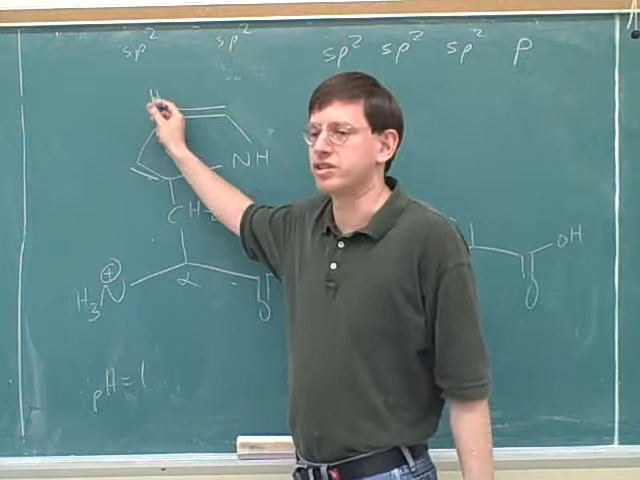 sp² sp² sp² sp² sp² p
H
NH
CH₂
H₃N⊕ α O
OH
O
pH = 1